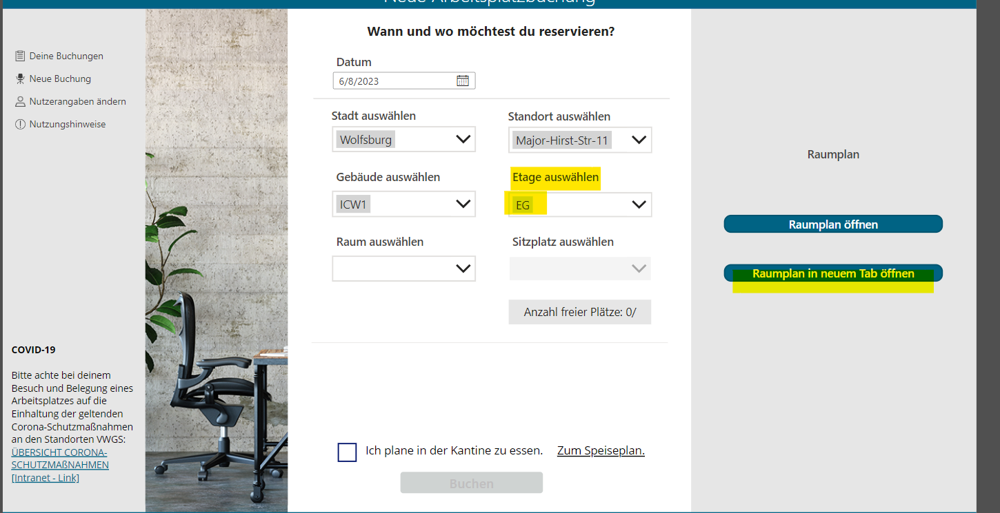 Neue Arbeitsplatzbuchung
Deine Buchungen
Neue Buchung
Nutzerangaben ändern
Nutzungshinweise
COVID-19
Bitte achte bei deinem
Besuch und Belegung eines
Arbeitsplatzes auf die
Einhaltung der geltenden
Corona-Schutzmaßnahmen
an den Standorten VWGS:
ÜBERSICHT CORONA-
SCHUTZMAßNAHMEN
[Intranet - Link]
Wann und wo möchtest du reservieren?
Datum
6/8/2023
Stadt auswählen
Standort auswählen
Wolfsburg
Major-Hirst-Str-11
Gebäude auswählen
Etage auswählen
ICW1
EG
Raum auswählen
Sitzplatz auswählen
Anzahl freier Plätze: 0/
Ich plane in der Kantine zu essen.
Zum Speiseplan.
Buchen
Raumplan
Raumplan öffnen
Raumplan in neuem Tab öffnen